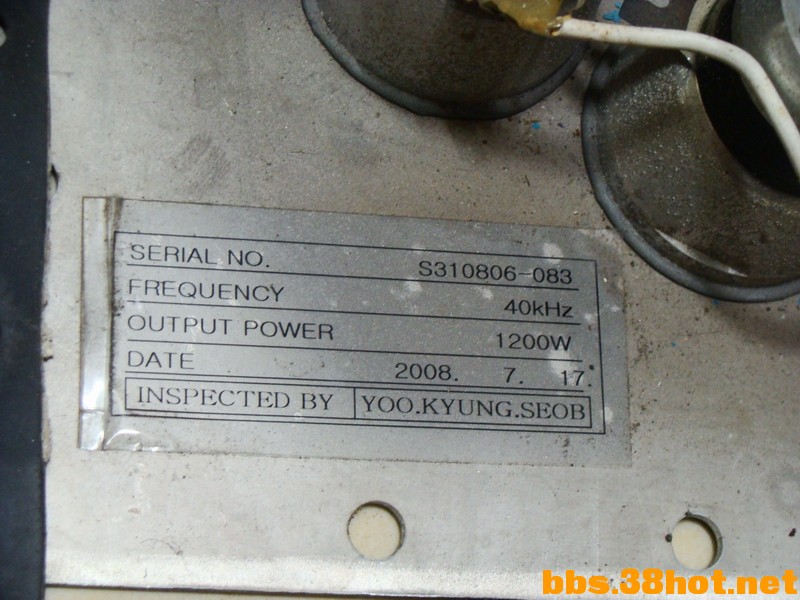 SERIAL NO. S310806-083
FREQUENCY 40kHz
OUTPUT POWER 1200W
DATE 2008. 7. 17.
INSPECTED BY YOO.KYUNG.SEOB
bbs.38hot.net